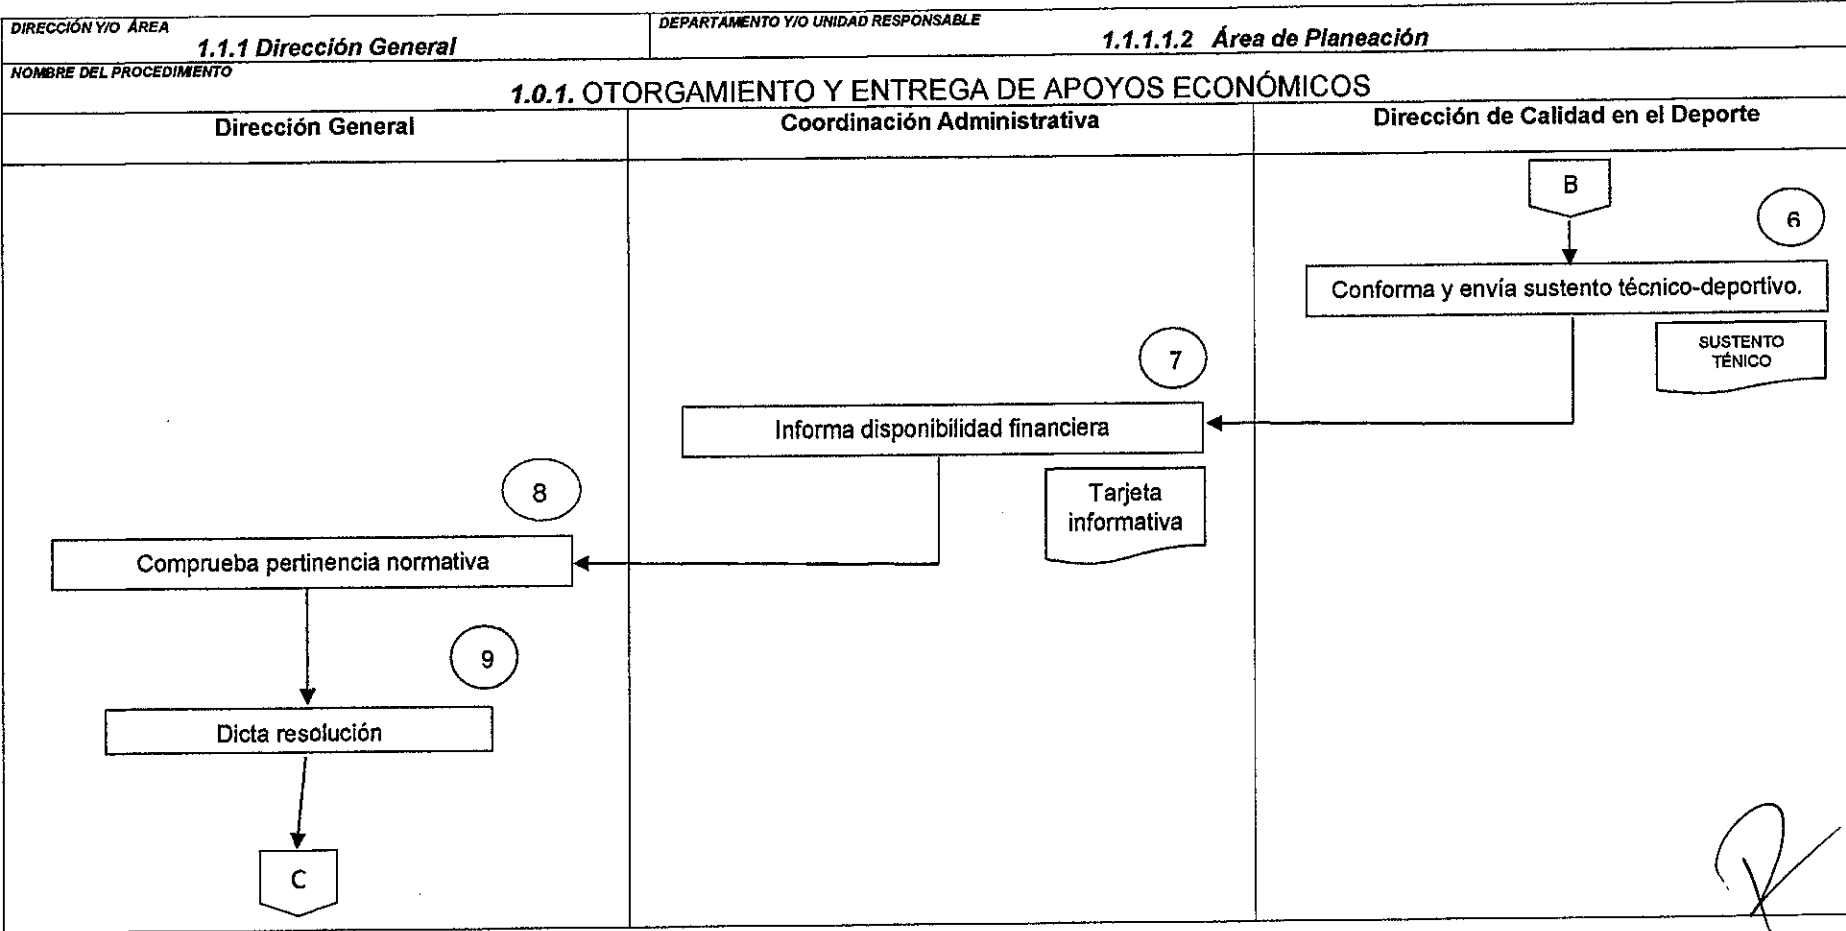 DIRECCIÓN Y/O ÁREA
1.1.1 Dirección General
DEPARTAMENTO Y/O UNIDAD RESPONSABLE
1.1.1.1.2 Área de Planeación
NOMBRE DEL PROCEDIMIENTO
1.0.1. OTORGAMIENTO Y ENTREGA DE APOYOS ECONÓMICOS
Dirección General
Coordinación Administrativa
Dirección de Calidad en el Deporte
B
6
Conforma y envía sustento técnico-deportivo.
SUSTENTO
TÉNICO
7
Informa disponibilidad financiera
Tarjeta
informativa
8
Comprueba pertinencia normativa
9
Dicta resolución
C